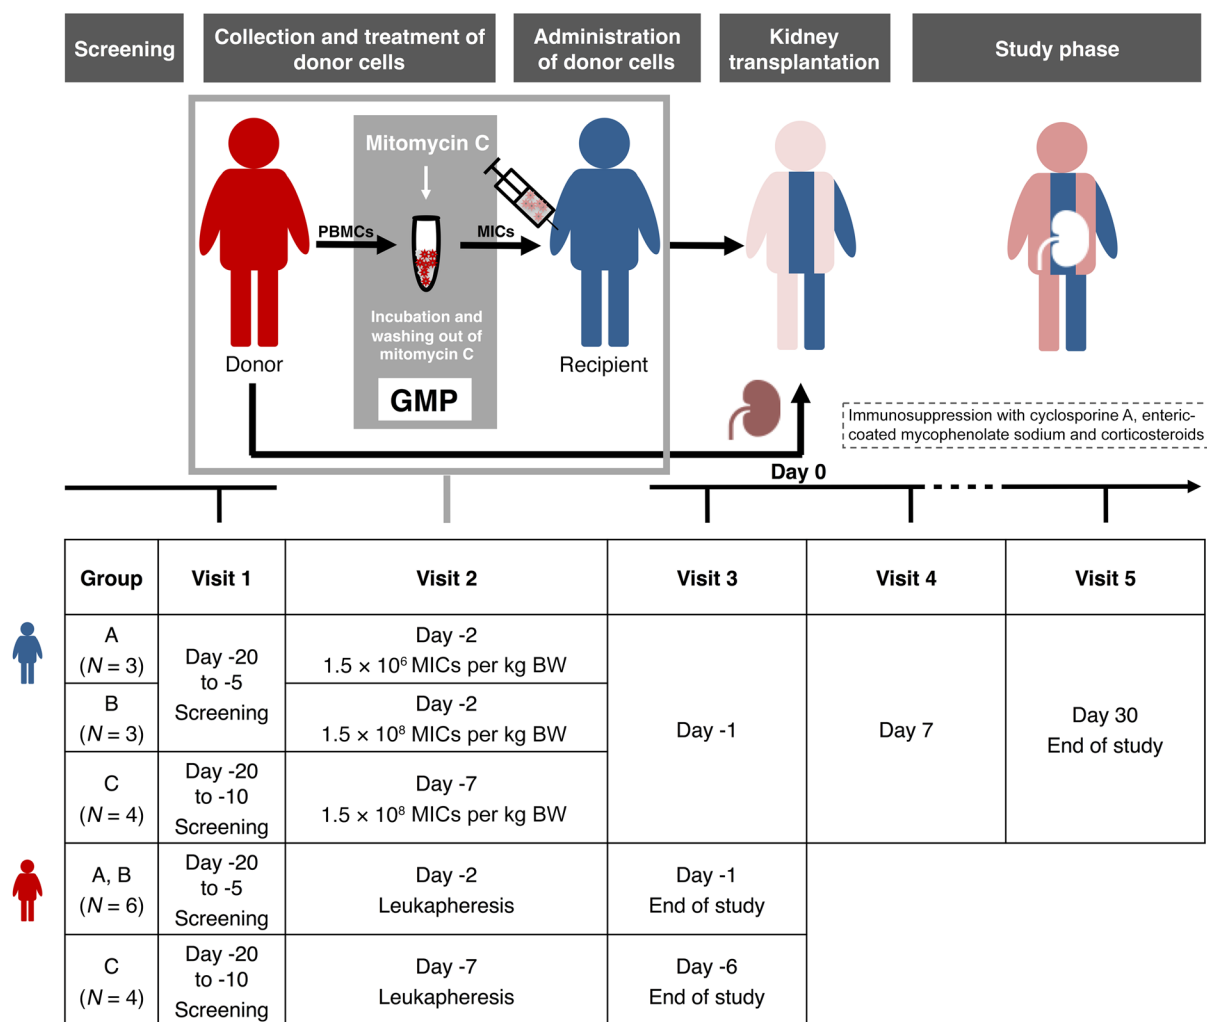 Screening
Collection and treatment of
donor cells
Administration
of donor cells
Kidney
transplantation
Study phase
Mitomycin C
PBMCs
MICs
Incubation and
washing out of
mitomycin C
GMP
Donor
Recipient
Immunosuppression with cyclosporine A, enteric-
coated mycophenolate sodium and corticosteroids
Day 0
Group
Visit 1
Visit 2
Visit 3
Visit 4
Visit 5
A
(N = 3)
Day -20
to -5
Screening
Day -2
1.5 × 10⁶ MICs per kg BW
B
(N = 3)
Day -2
1.5 × 10⁸ MICs per kg BW
Day -1
Day 7
Day 30
End of study
C
(N = 4)
Day -20
to -10
Screening
Day -7
1.5 × 10⁸ MICs per kg BW
A, B
(N = 6)
Day -20
to -5
Screening
Day -2
Leukapheresis
Day -1
End of study
C
(N = 4)
Day -20
to -10
Screening
Day -7
Leukapheresis
Day -6
End of study